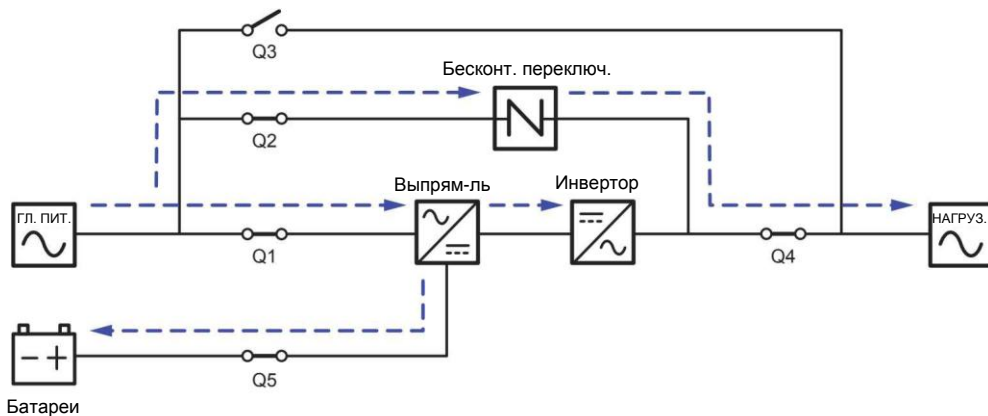 Q3
Бесконт. переключ.
Q2
Выпрям-ль
Инвертор
ГЛ. ПИТ.
НАГРУЗ.
Q1
Q4
Q5
Батареи